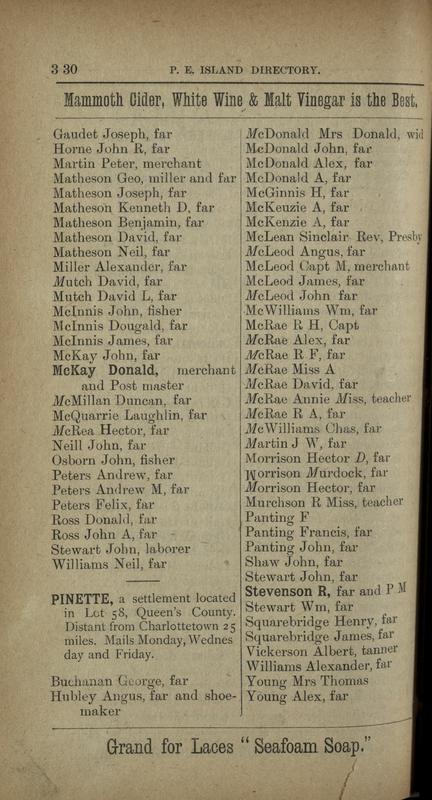 3 30
P. E. ISLAND DIRECTORY.
Mammoth Cider, White Wine & Malt Vinegar is the Best.
Gaudet Joseph, far
Horne John R, far
Martin Peter, merchant
Matheson Geo, miller and far
Matheson Joseph, far
Matheson Kenneth D, far
Matheson Benjamin, far
Matheson David, far
Matheson Neil, far
Miller Alexander, far
Mutch David, far
Mutch David L, far
McInnis John, fisher
McInnis Dougald, far
McInnis James, far
McKay John, far
McKay Donald, merchant
and Post master
McMillan Duncan, far
McQuarrie Laughlin, far
McRea Hector, far
Neill John, far
Osborn John, fisher
Peters Andrew, far
Peters Andrew M, far
Peters Felix, far
Ross Donald, far
Ross John A, far
Stewart John, laborer
Williams Neil, far
PINETTE, a settlement located
in Lot 58, Queen's County.
Distant from Charlottetown 25
miles. Mails Monday, Wednes
day and Friday.
Buchanan George, far
Hubley Angus, far and shoe-
maker
McDonald Mrs Donald, wid
McDonald John, far
McDonald Alex, far
McDonald A, far
McGinnis H, far
McKeuzie A, far
McKenzie A, far
McLean Sinclair Rev, Presby
McLeod Angus, far
McLeod Capt M, merchant
McLeod James, far
McLeod John far
McWilliams Wm, far
McRae R H, Capt
McRae Alex, far
McRae R F, far
McRae Miss A
McRae David, far
McRae Annie Miss, teacher
McRae R A, far
McWilliams Chas, far
Martin J W, far
Morrison Hector D, far
Morrison Murdock, far
Morrison Hector, far
Murchson R Miss, teacher
Panting F
Panting Francis, far
Panting John, far
Shaw John, far
Stewart John, far
Stevenson R, far and P M
Stewart Wm, far
Squarebridge Henry, far
Squarebridge James, far
Vickerson Albert, tanner
Williams Alexander, far
Young Mrs Thomas
Young Alex, far
Grand for Laces "Seafoam Soap."